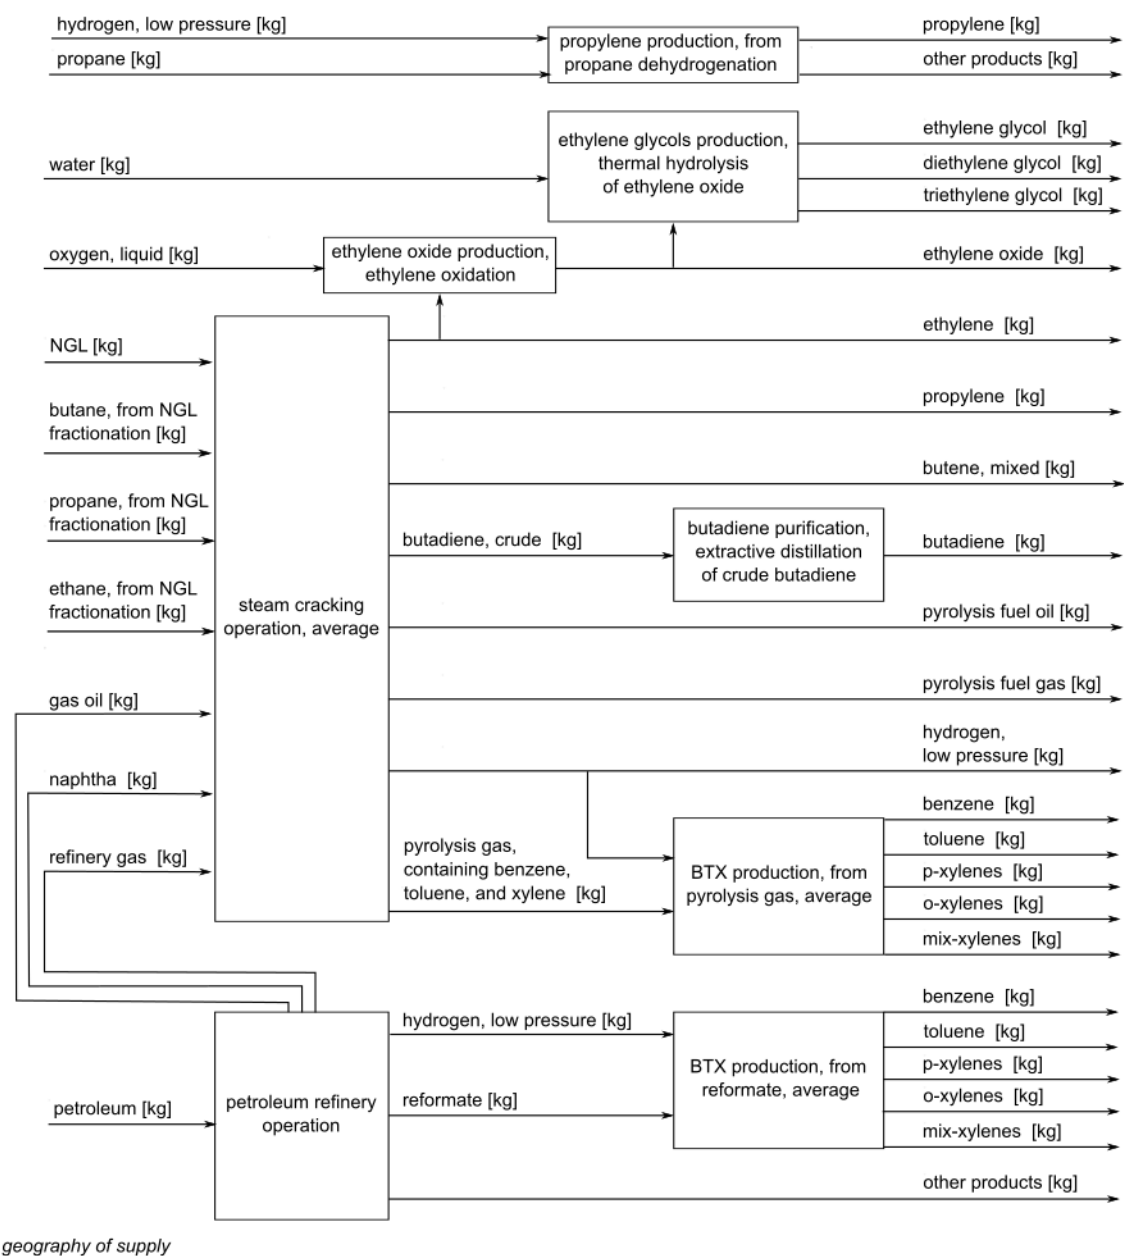 hydrogen, low pressure [kg]
propane [kg]
propylene production, from
propane dehydrogenation
propylene [kg]
other products [kg]
water [kg]
ethylene glycols production,
thermal hydrolysis
of ethylene oxide
ethylene glycol [kg]
diethylene glycol [kg]
triethylene glycol [kg]
oxygen, liquid [kg]
ethylene oxide production,
ethylene oxidation
ethylene oxide [kg]
NGL [kg]
butane, from NGL
fractionation [kg]
propane, from NGL
fractionation [kg]
ethane, from NGL
fractionation [kg]
gas oil [kg]
naphtha [kg]
refinery gas [kg]
steam cracking
operation, average
ethylene [kg]
propylene [kg]
butene, mixed [kg]
butadiene, crude [kg]
butadiene purification,
extractive distillation
of crude butadiene
butadiene [kg]
pyrolysis fuel oil [kg]
pyrolysis fuel gas [kg]
hydrogen,
low pressure [kg]
pyrolysis gas,
containing benzene,
toluene, and xylene [kg]
BTX production, from
pyrolysis gas, average
benzene [kg]
toluene [kg]
p-xylenes [kg]
o-xylenes [kg]
mix-xylenes [kg]
petroleum [kg]
petroleum refinery
operation
hydrogen, low pressure [kg]
reformate [kg]
BTX production, from
reformate, average
benzene [kg]
toluene [kg]
p-xylenes [kg]
o-xylenes [kg]
mix-xylenes [kg]
other products [kg]
geography of supply